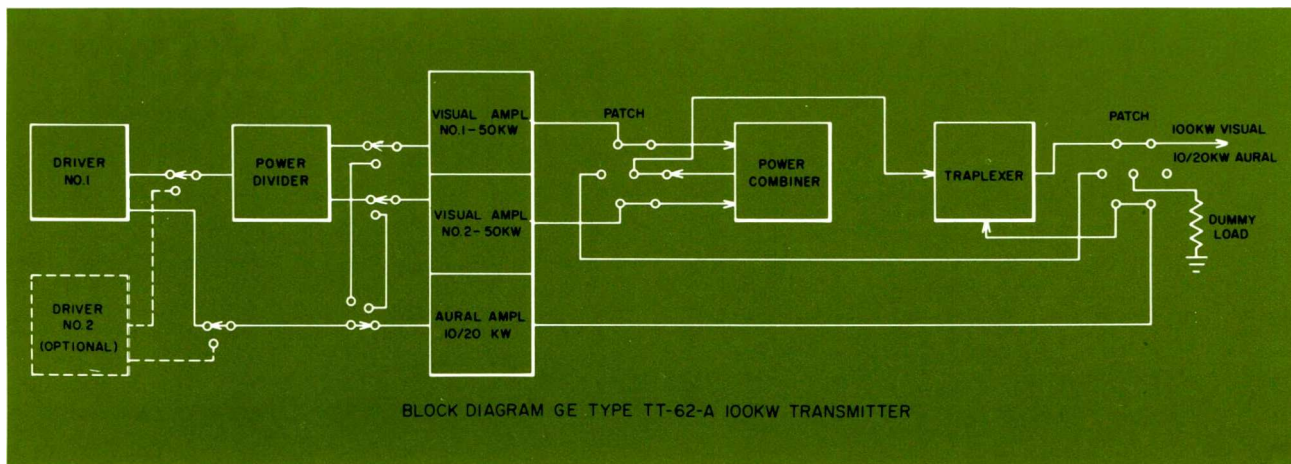 DRIVER
NO.1
POWER
DIVIDER
VISUAL AMPL
NO.1-50KW
VISUAL AMPL
NO.2-50KW
AURAL AMPL
10/20 KW
DRIVER
NO.2
(OPTIONAL)
PATCH
POWER
COMBINER
TRAPLEXER
PATCH
100KW VISUAL
10/20KW AURAL
DUMMY
LOAD
BLOCK DIAGRAM GE TYPE TT-62-A 100KW TRANSMITTER